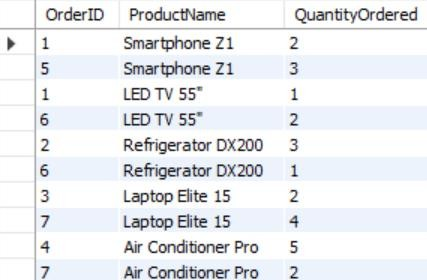 OrderID ProductName QuantityOrdered
1 Smartphone Z1 2
5 Smartphone Z1 3
1 LED TV 55" 1
6 LED TV 55" 2
2 Refrigerator DX200 3
6 Refrigerator DX200 1
3 Laptop Elite 15 2
7 Laptop Elite 15 4
4 Air Conditioner Pro 5
7 Air Conditioner Pro 2